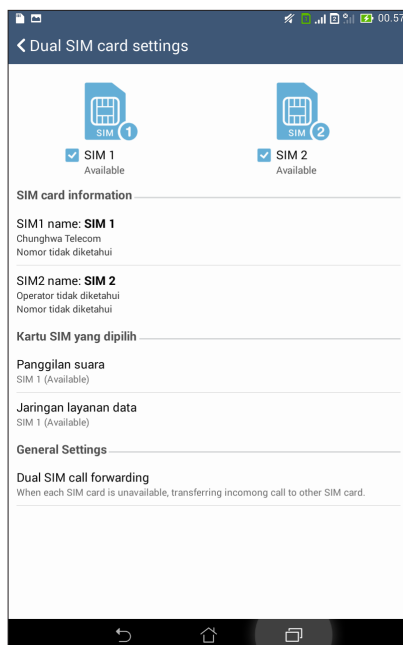 00.57
Dual SIM card settings
SIM 1
SIM 2
SIM 1
Available
SIM 2
Available
SIM card information
SIM1 name: SIM 1
Chunghwa Telecom
Nomor tidak diketahui
SIM2 name: SIM 2
Operator tidak diketahui
Nomor tidak diketahui
Kartu SIM yang dipilih
Panggilan suara
SIM 1 (Available)
Jaringan layanan data
SIM 1 (Available)
General Settings
Dual SIM call forwarding
When each SIM card is unavailable, transferring incomong call to other SIM card.